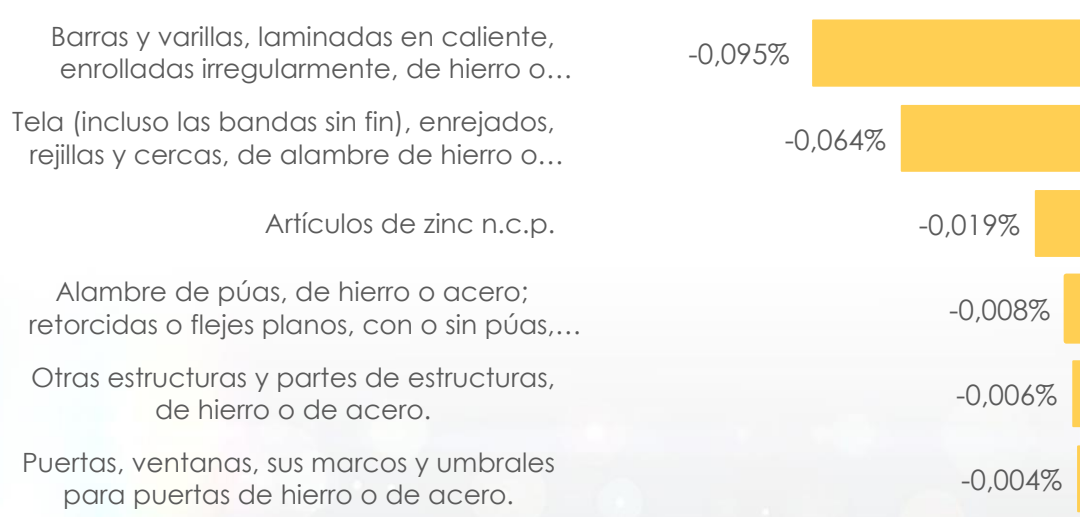 Barras y varillas, laminadas en caliente,
enrolladas irregularmente, de hierro o…
-0,095%
Tela (incluso las bandas sin fin), enrejados,
rejillas y cercas, de alambre de hierro o…
-0,064%
Artículos de zinc n.c.p.
-0,019%
Alambre de púas, de hierro o acero;
retorcidas o flejes planos, con o sin púas,…
-0,008%
Otras estructuras y partes de estructuras,
de hierro o de acero.
-0,006%
Puertas, ventanas, sus marcos y umbrales
para puertas de hierro o de acero.
-0,004%